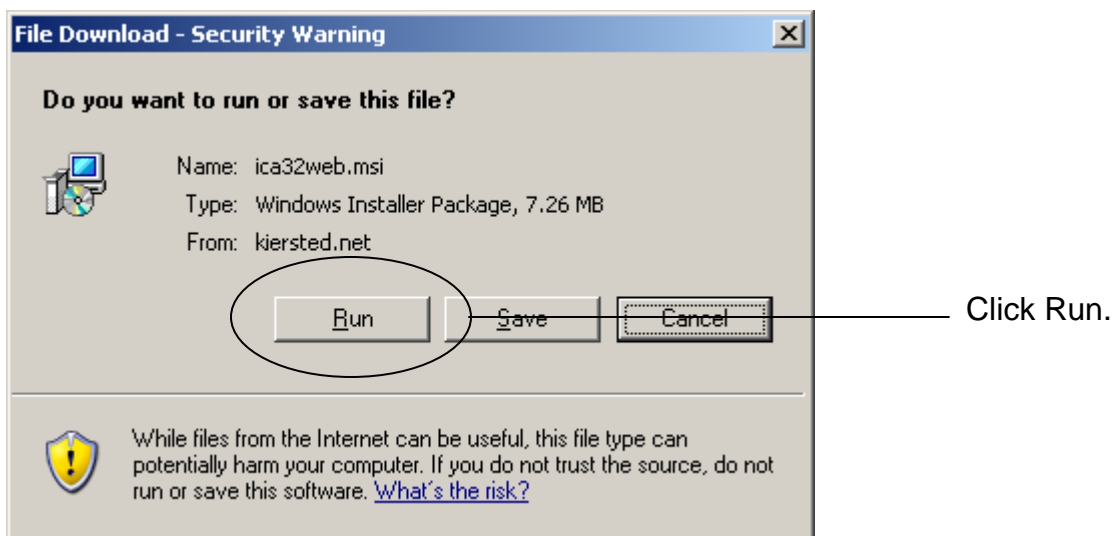 File Download - Security Warning
Do you want to run or save this file?
Name: ica32web.msi
Type: Windows Installer Package, 7.26 MB
From: kiersted.net
Run Save Cancel Click Run.
While files from the Internet can be useful, this file type can
potentially harm your computer. If you do not trust the source, do not
run or save this software. What's the risk?